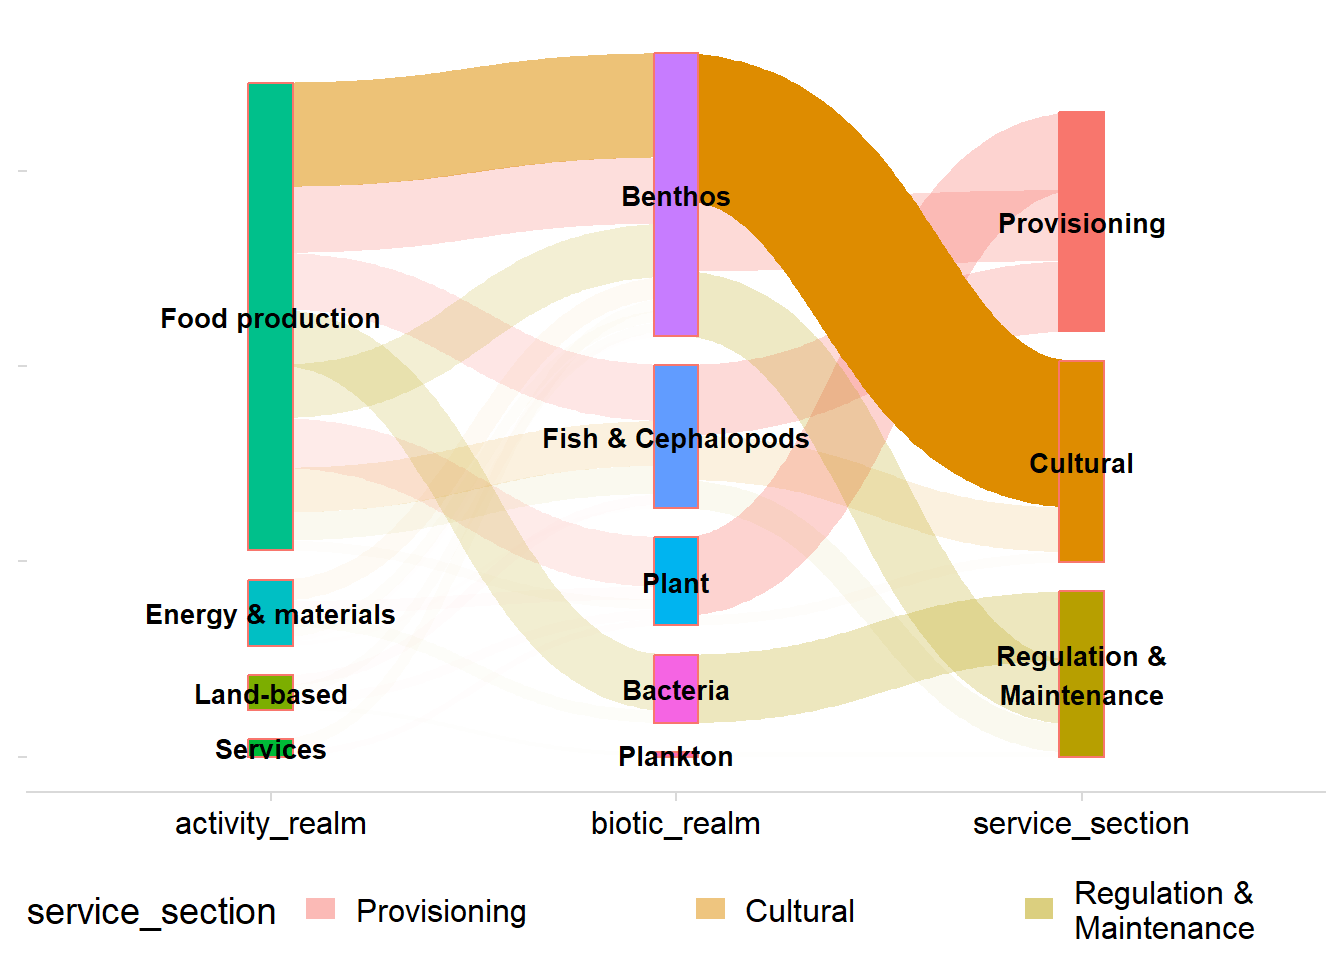 Benthos
Provisioning
Food production
Fish & Cephalopods
Cultural
Plant
Energy & materials
Regulation &
Maintenance
Land-based
Bacteria
Services
Plankton
activity_realm
biotic_realm
service_section
service_section
Provisioning
Cultural
Regulation &
Maintenance